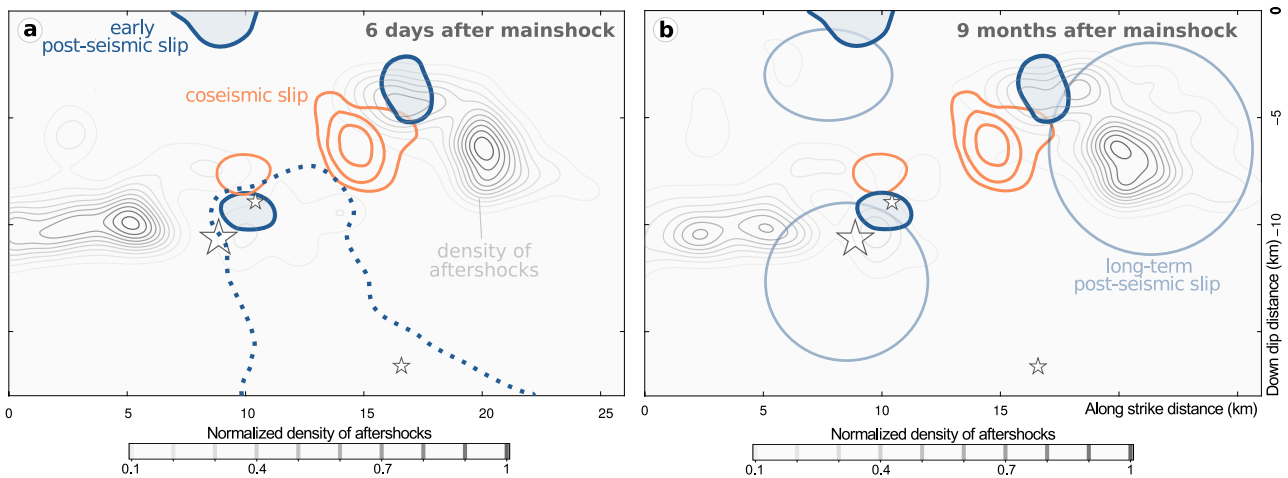 a
6 days after mainshock
early
post-seismic slip
coseismic slip
density of
aftershocks
0
5
10
15
20
25
Normalized density of aftershocks
0.1
0.4
0.7
1
b
9 months after mainshock
long-term
post-seismic slip
0
−5
−10
Down dip distance (km)
0
5
10
15
Along strike distance (km)
Normalized density of aftershocks
0.1
0.4
0.7
1